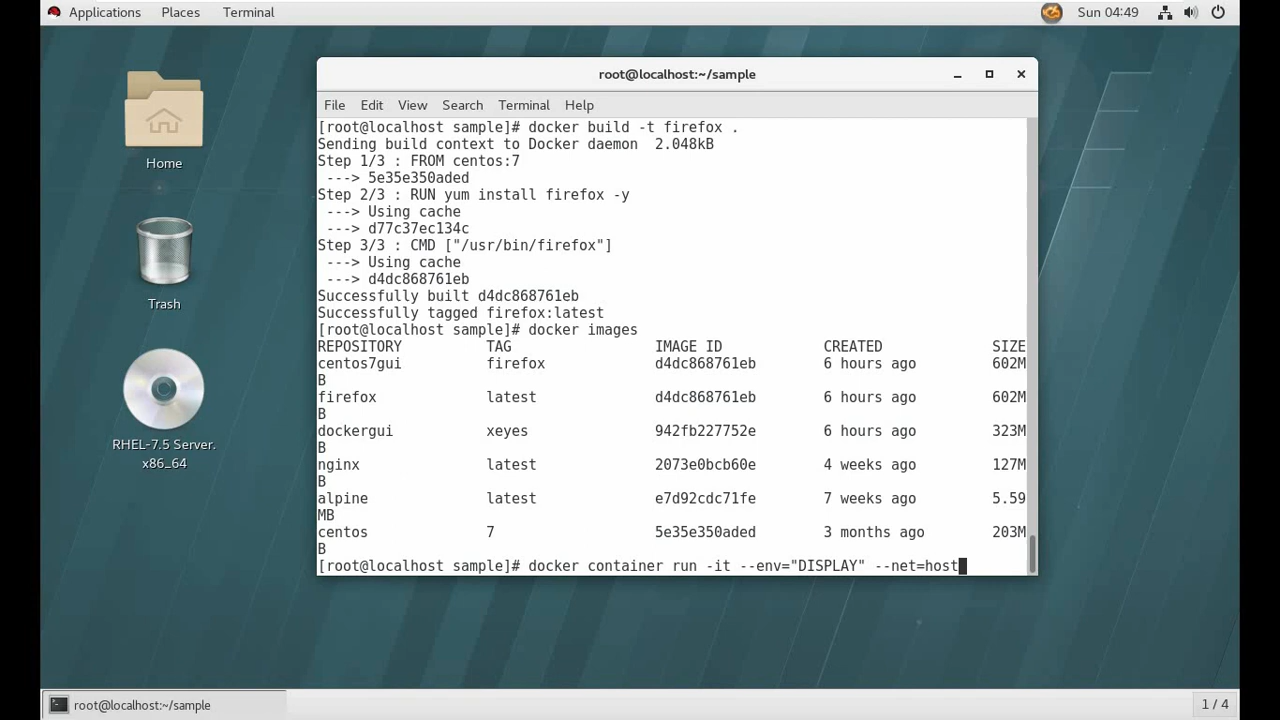 Applications Places Terminal Sun 04:49
Home
Trash
RHEL-7.5 Server.
x86_64
root@localhost:~/sample
File Edit View Search Terminal Help
[root@localhost sample]# docker build -t firefox .
Sending build context to Docker daemon  2.048kB
Step 1/3 : FROM centos:7
 ---> 5e35e350aded
Step 2/3 : RUN yum install firefox -y
 ---> Using cache
 ---> d77c37ec134c
Step 3/3 : CMD ["/usr/bin/firefox"]
 ---> Using cache
 ---> d4dc868761eb
Successfully built d4dc868761eb
Successfully tagged firefox:latest
[root@localhost sample]# docker images
REPOSITORY          TAG                 IMAGE ID            CREATED             SIZE
centos7gui          firefox             d4dc868761eb        6 hours ago         602M
B
firefox             latest              d4dc868761eb        6 hours ago         602M
B
dockergui           xeyes               942fb227752e        6 hours ago         323M
B
nginx               latest              2073e0bcb60e        4 weeks ago         127M
B
alpine              latest              e7d92cdc71fe        7 weeks ago         5.59
MB
centos              7                   5e35e350aded        3 months ago        203M
B
[root@localhost sample]# docker container run -it --env="DISPLAY" --net=host
root@localhost:~/sample 1 / 4